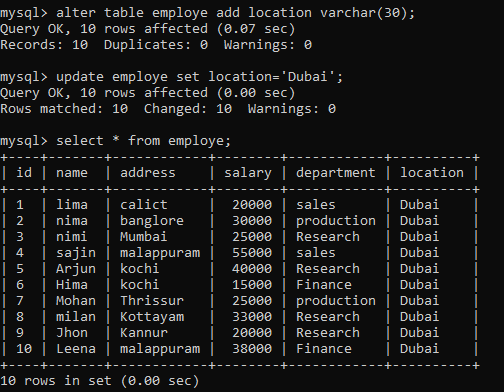 mysql> alter table employe add location varchar(30);
Query OK, 10 rows affected (0.07 sec)
Records: 10  Duplicates: 0  Warnings: 0

mysql> update employe set location='Dubai';
Query OK, 10 rows affected (0.00 sec)
Rows matched: 10  Changed: 10  Warnings: 0

mysql> select * from employe;
+----+-------+------------+--------+------------+----------+
| id | name  | address    | salary | department | location |
+----+-------+------------+--------+------------+----------+
| 1  | lima  | calict     |  20000 | sales      | Dubai    |
| 2  | nima  | banglore   |  30000 | production | Dubai    |
| 3  | nimi  | Mumbai     |  25000 | Research   | Dubai    |
| 4  | sajin | malappuram |  55000 | sales      | Dubai    |
| 5  | Arjun | kochi      |  40000 | Research   | Dubai    |
| 6  | Hima  | kochi      |  15000 | Finance    | Dubai    |
| 7  | Mohan | Thrissur   |  25000 | production | Dubai    |
| 8  | milan | Kottayam   |  33000 | Research   | Dubai    |
| 9  | Jhon  | Kannur     |  20000 | Research   | Dubai    |
| 10 | Leena | malappuram |  38000 | Finance    | Dubai    |
+----+-------+------------+--------+------------+----------+
10 rows in set (0.00 sec)